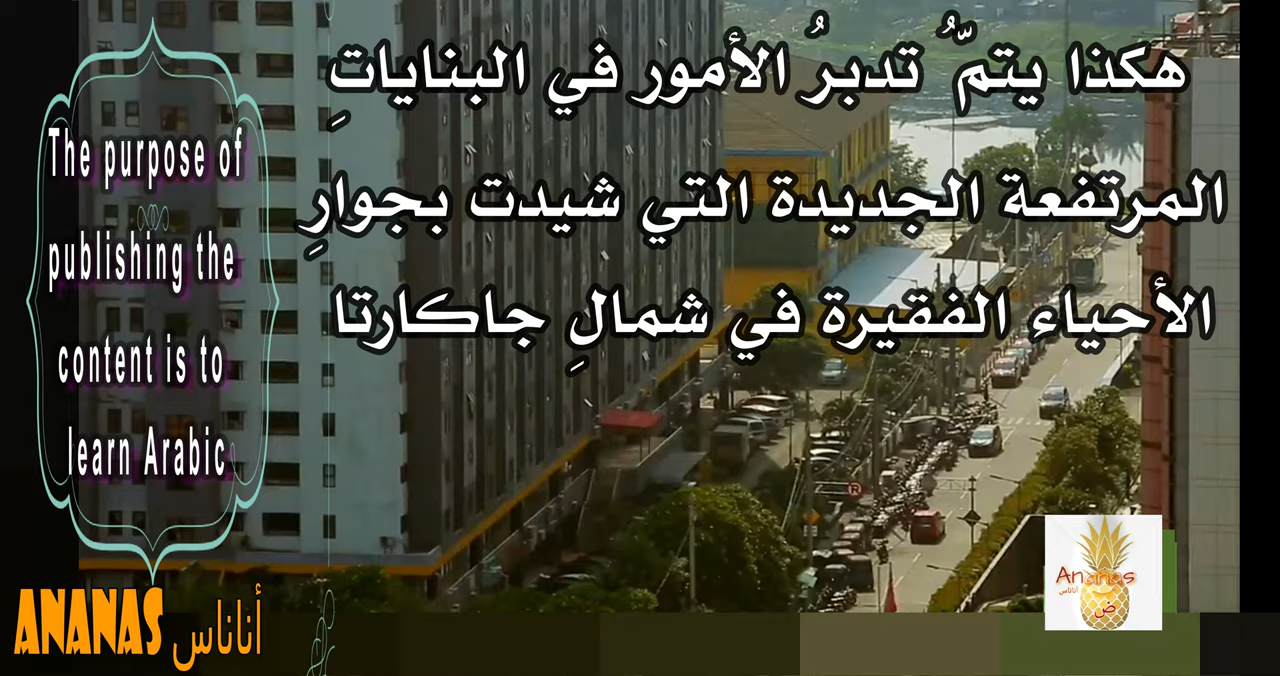 هكذا يتمُّ تدبرُ الأمور في البناياتِ
المرتفعة الجديدة التي شيدت بجوارِ
الأحياء الفقيرة في شمالِ جاكارتا
The purpose of
publishing the
content is to
learn Arabic
ANANAS أناناس
Ananas
أناناس
ض